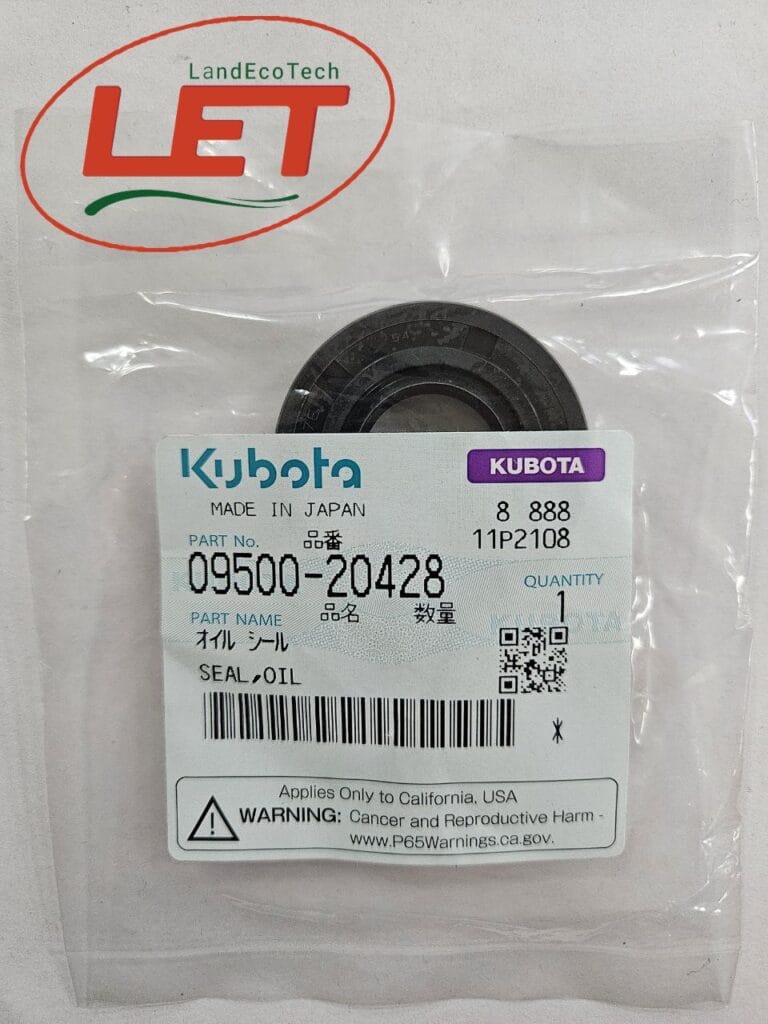 LandEcoTech
LET
Kubota
KUBOTA
MADE IN JAPAN
8 888
PART No. 品番
11P2108
09500-20428
QUANTITY
品名 数量
1
PART NAME
オイル シール
SEAL,OIL
Applies Only to California, USA
WARNING: Cancer and Reproductive Harm -
www.P65Warnings.ca.gov.